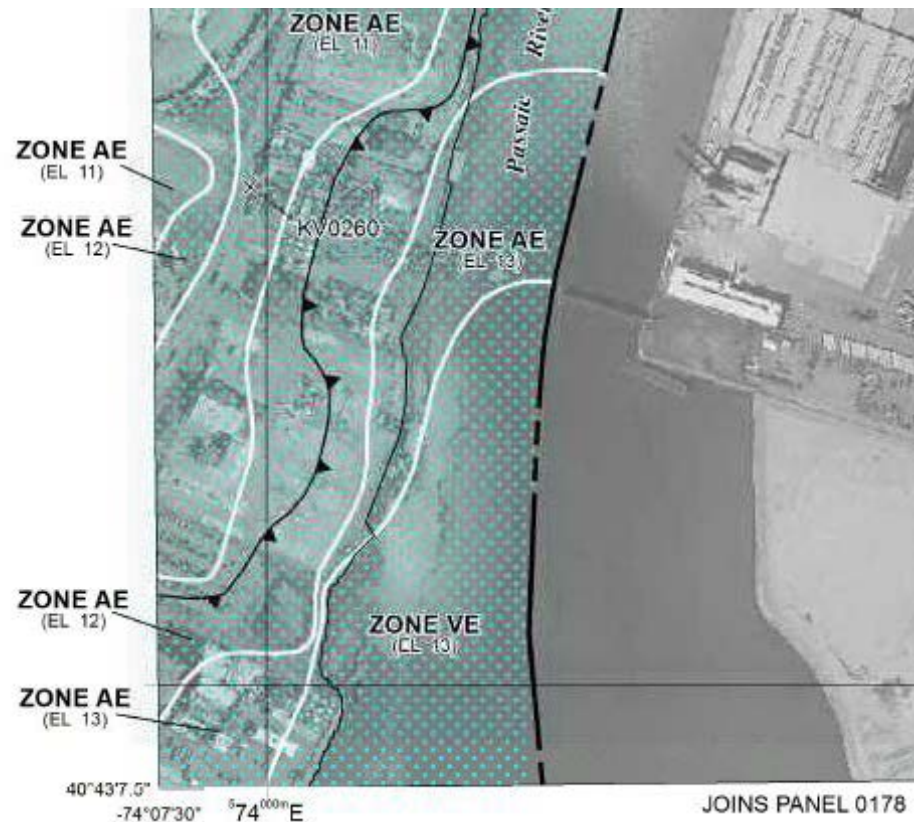 ZONE AE
(EL 11)
River
Passaic
ZONE AE
(EL 11)
KV0260
ZONE AE
(EL 12)
ZONE AE
(EL 13)
ZONE AE
(EL 12)
ZONE VE
(EL 13)
ZONE AE
(EL 13)
40°43'7.5"
-74°07'30"
⁵74⁰⁰⁰ᵐE
JOINS PANEL 0178